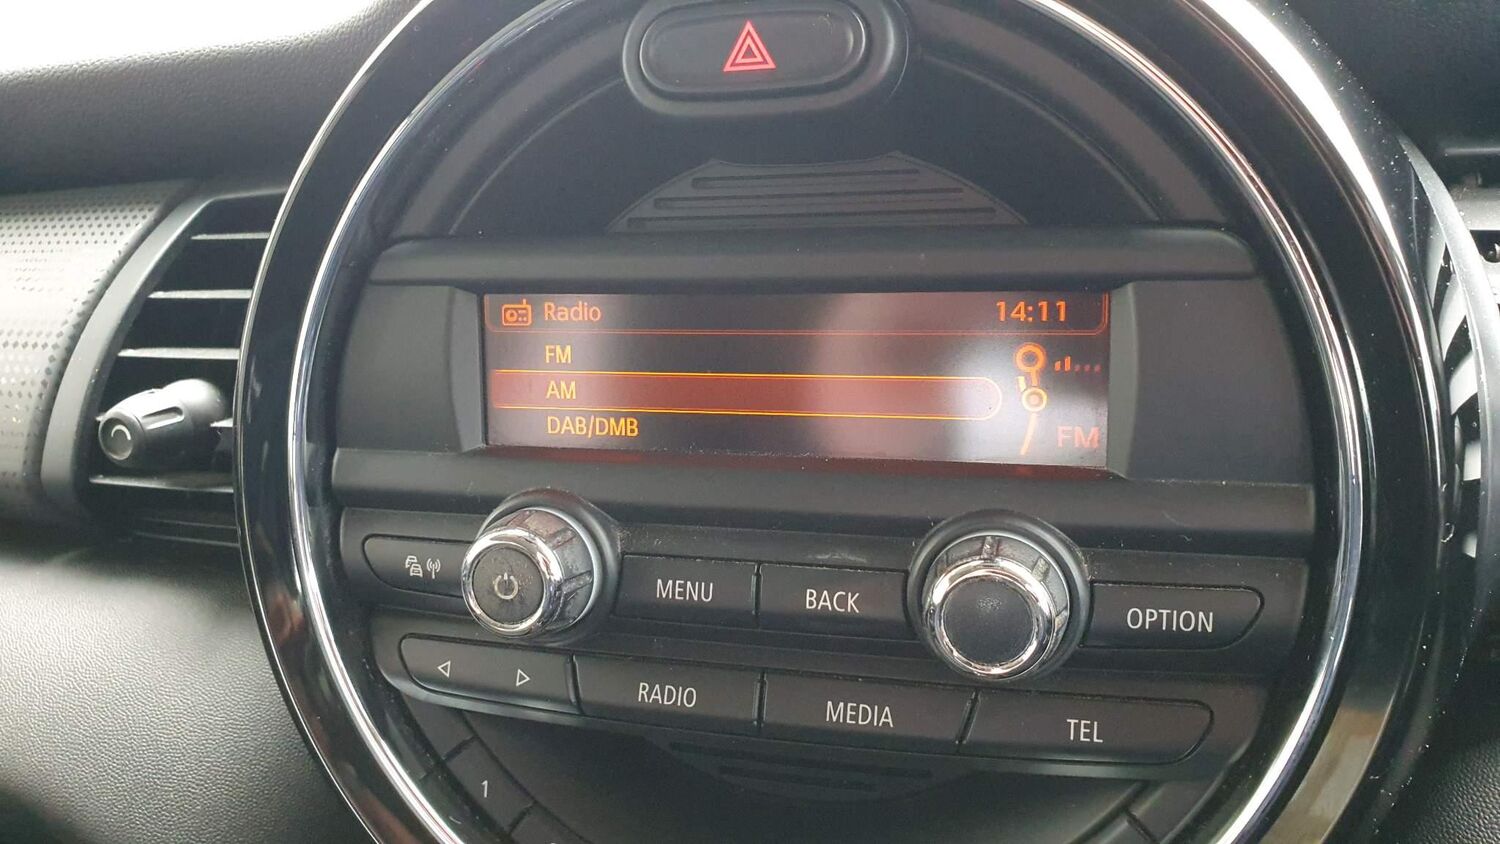 Radio 14:11
FM
AM
DAB/DMB FM
MENU BACK OPTION
RADIO MEDIA TEL
1